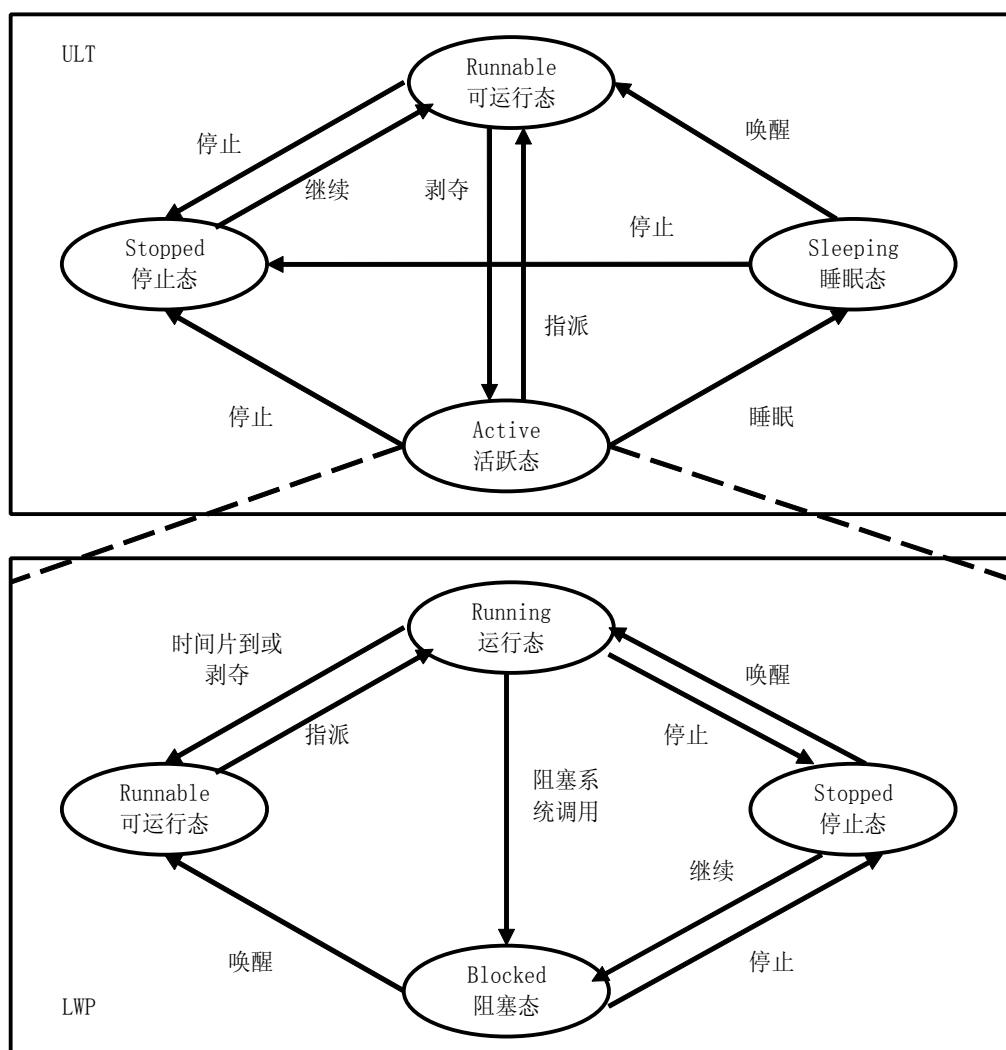 ULT
Runnable
可运行态
唤醒
停止
继续
剥夺
停止
Stopped
停止态
Sleeping
睡眠态
指派
停止
睡眠
Active
活跃态
Running
运行态
时间片到或
剥夺
唤醒
指派
停止
Runnable
可运行态
阻塞系
统调用
Stopped
停止态
继续
唤醒
停止
Blocked
阻塞态
LWP